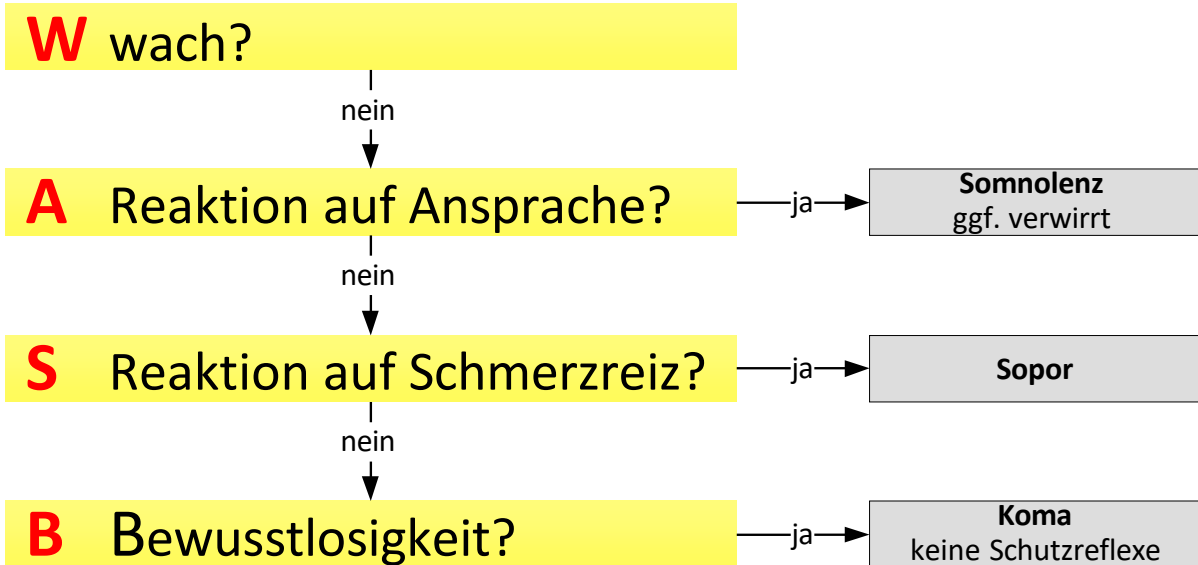 W wach?
nein
A Reaktion auf Ansprache?
ja
Somnolenz
ggf. verwirrt
nein
S Reaktion auf Schmerzreiz?
ja
Sopor
nein
B Bewusstlosigkeit?
ja
Koma
keine Schutzreflexe